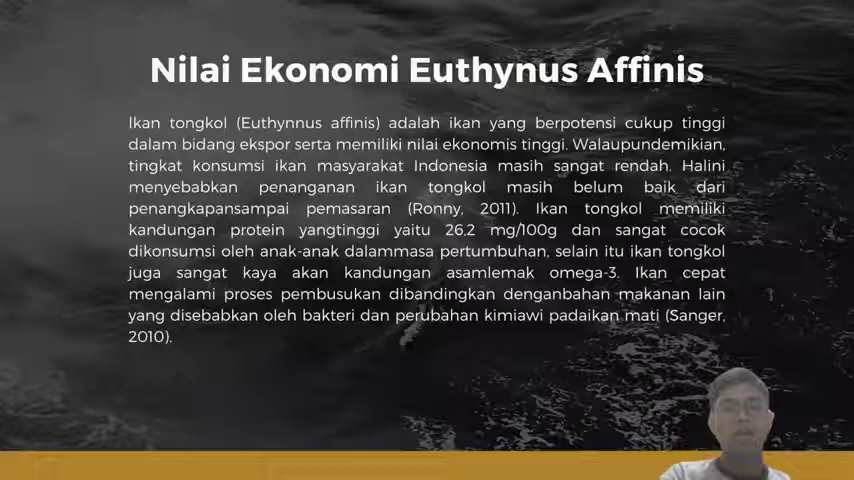 Nilai Ekonomi Euthynus Affinis
Ikan tongkol (Euthynnus affinis) adalah ikan yang berpotensi cukup tinggi
dalam bidang ekspor serta memiliki nilai ekonomis tinggi. Walaupundemikian,
tingkat konsumsi ikan masyarakat Indonesia masih sangat rendah. Halini
menyebabkan penanganan ikan tongkol masih belum baik dari
penangkapansampai pemasaran (Ronny, 2011). Ikan tongkol memiliki
kandungan protein yangtinggi yaitu 26,2 mg/100g dan sangat cocok
dikonsumsi oleh anak-anak dalammasa pertumbuhan, selain itu ikan tongkol
juga sangat kaya akan kandungan asamlemak omega-3. Ikan cepat
mengalami proses pembusukan dibandingkan denganbahan makanan lain
yang disebabkan oleh bakteri dan perubahan kimiawi padaikan mati (Sanger,
2010).